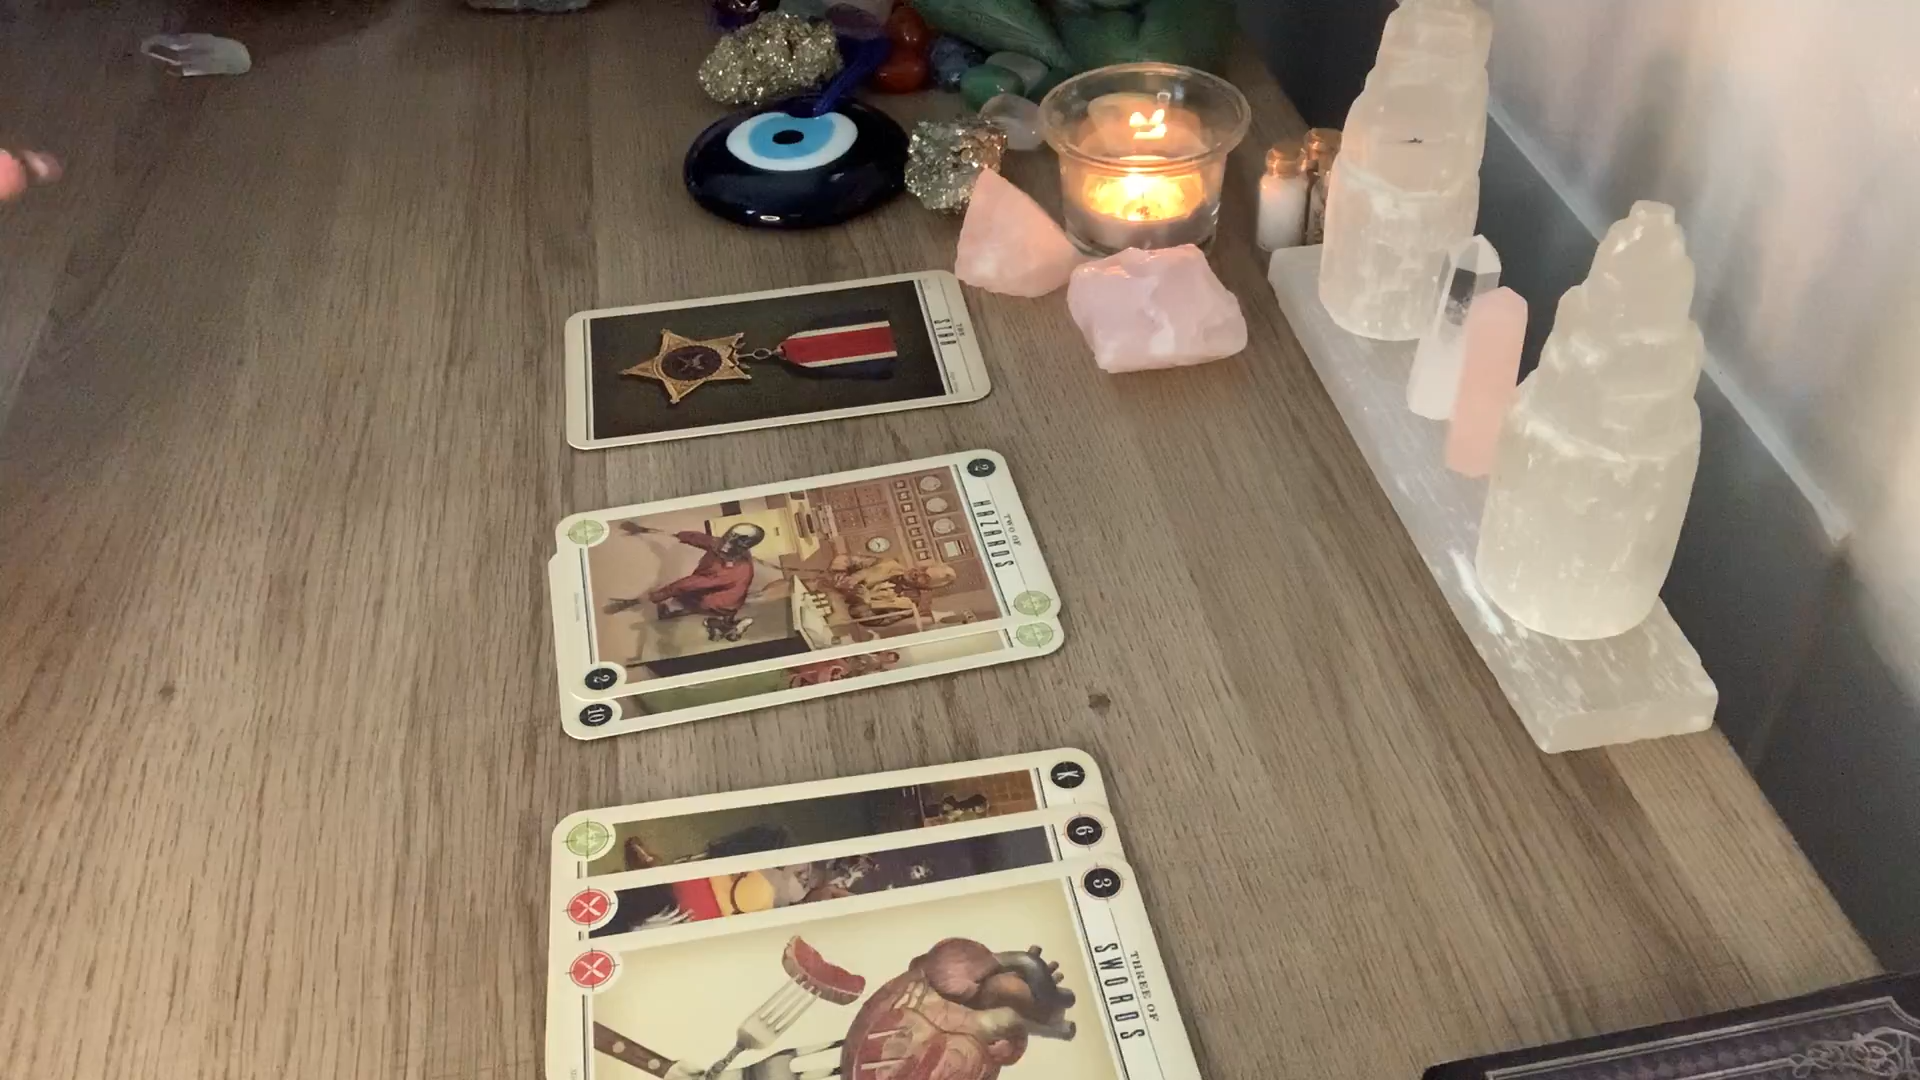 THE
STAR
2
TWO OF
HAZARDS
2
10
K
6
3
THREE OF
SWORDS